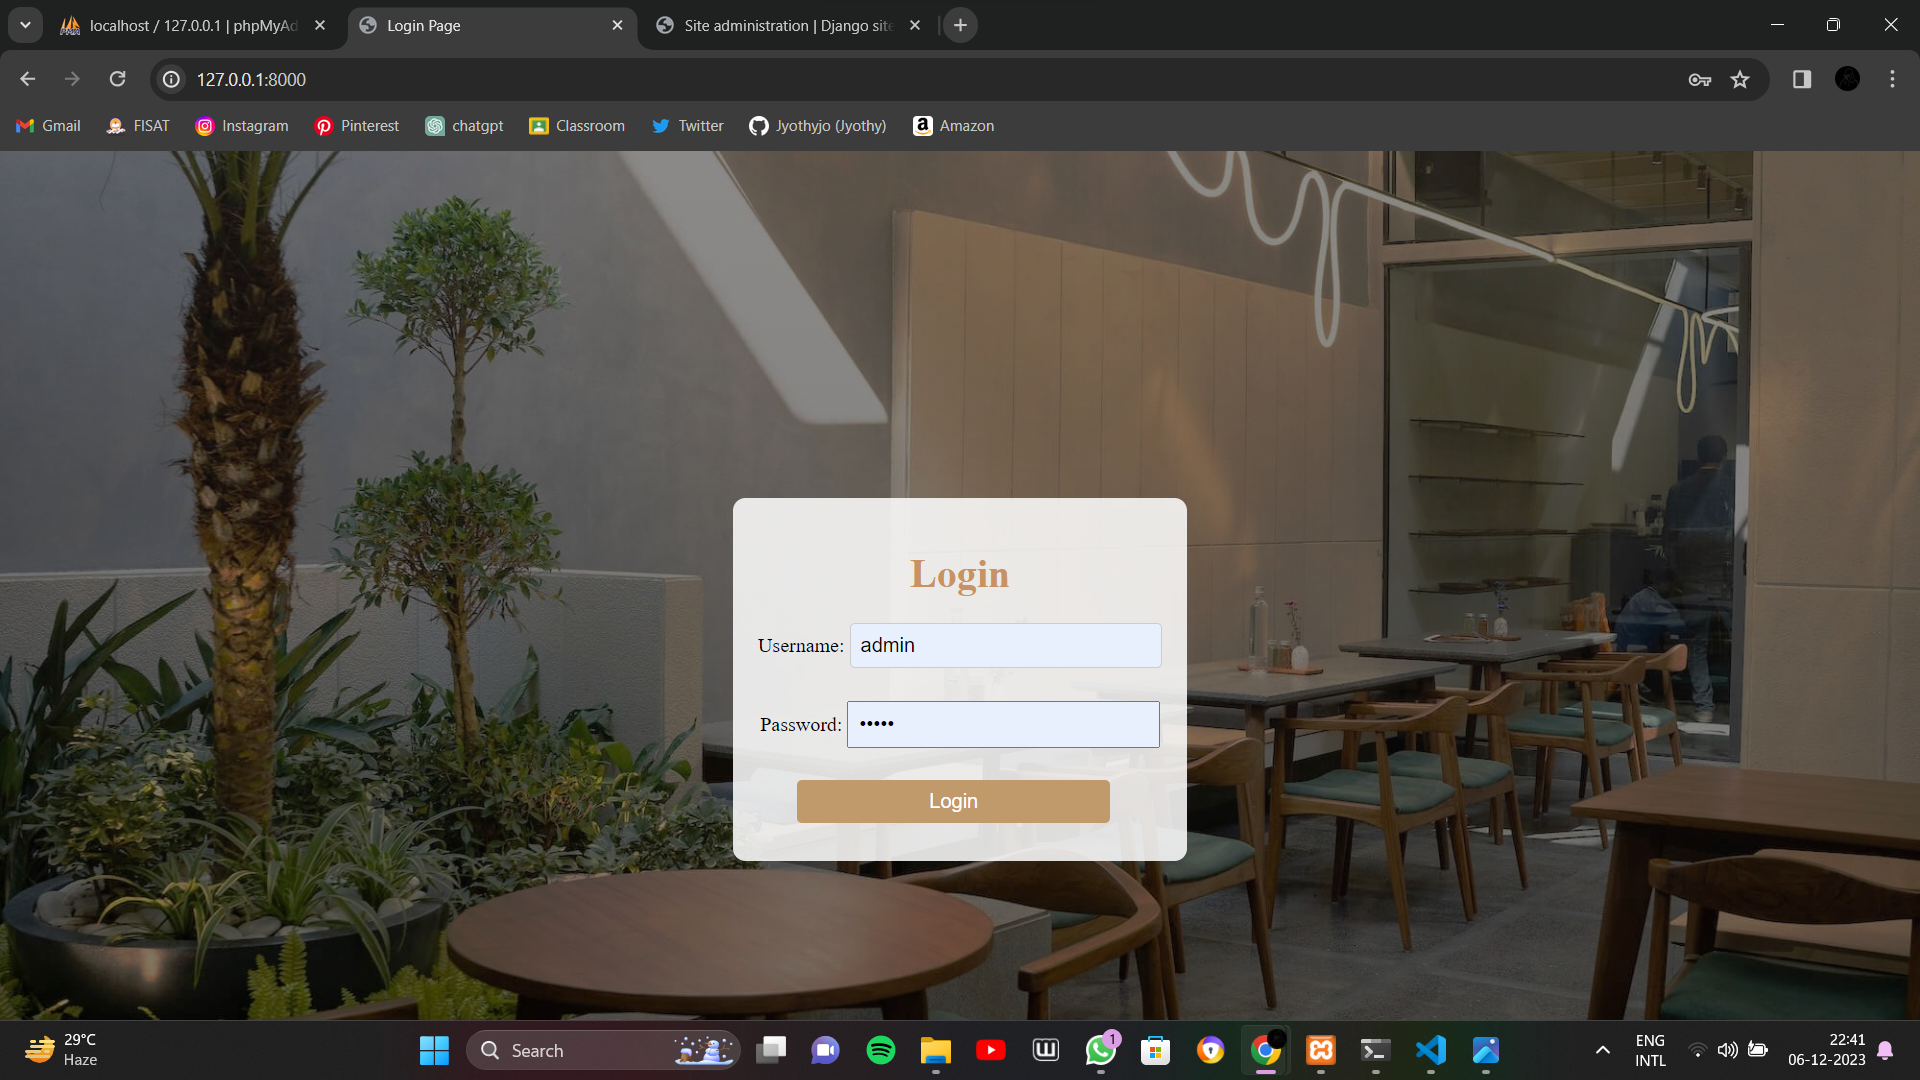 localhost / 127.0.0.1 | phpMyAd
Login Page
Site administration | Django site
127.0.0.1:8000
Gmail
FISAT
Instagram
Pinterest
chatgpt
Classroom
Twitter
Jyothyjo (Jyothy)
Amazon
Login
Username: admin
Password: •••••
Login
29°C
Haze
Search
1
ENG
INTL
22:41
06-12-2023